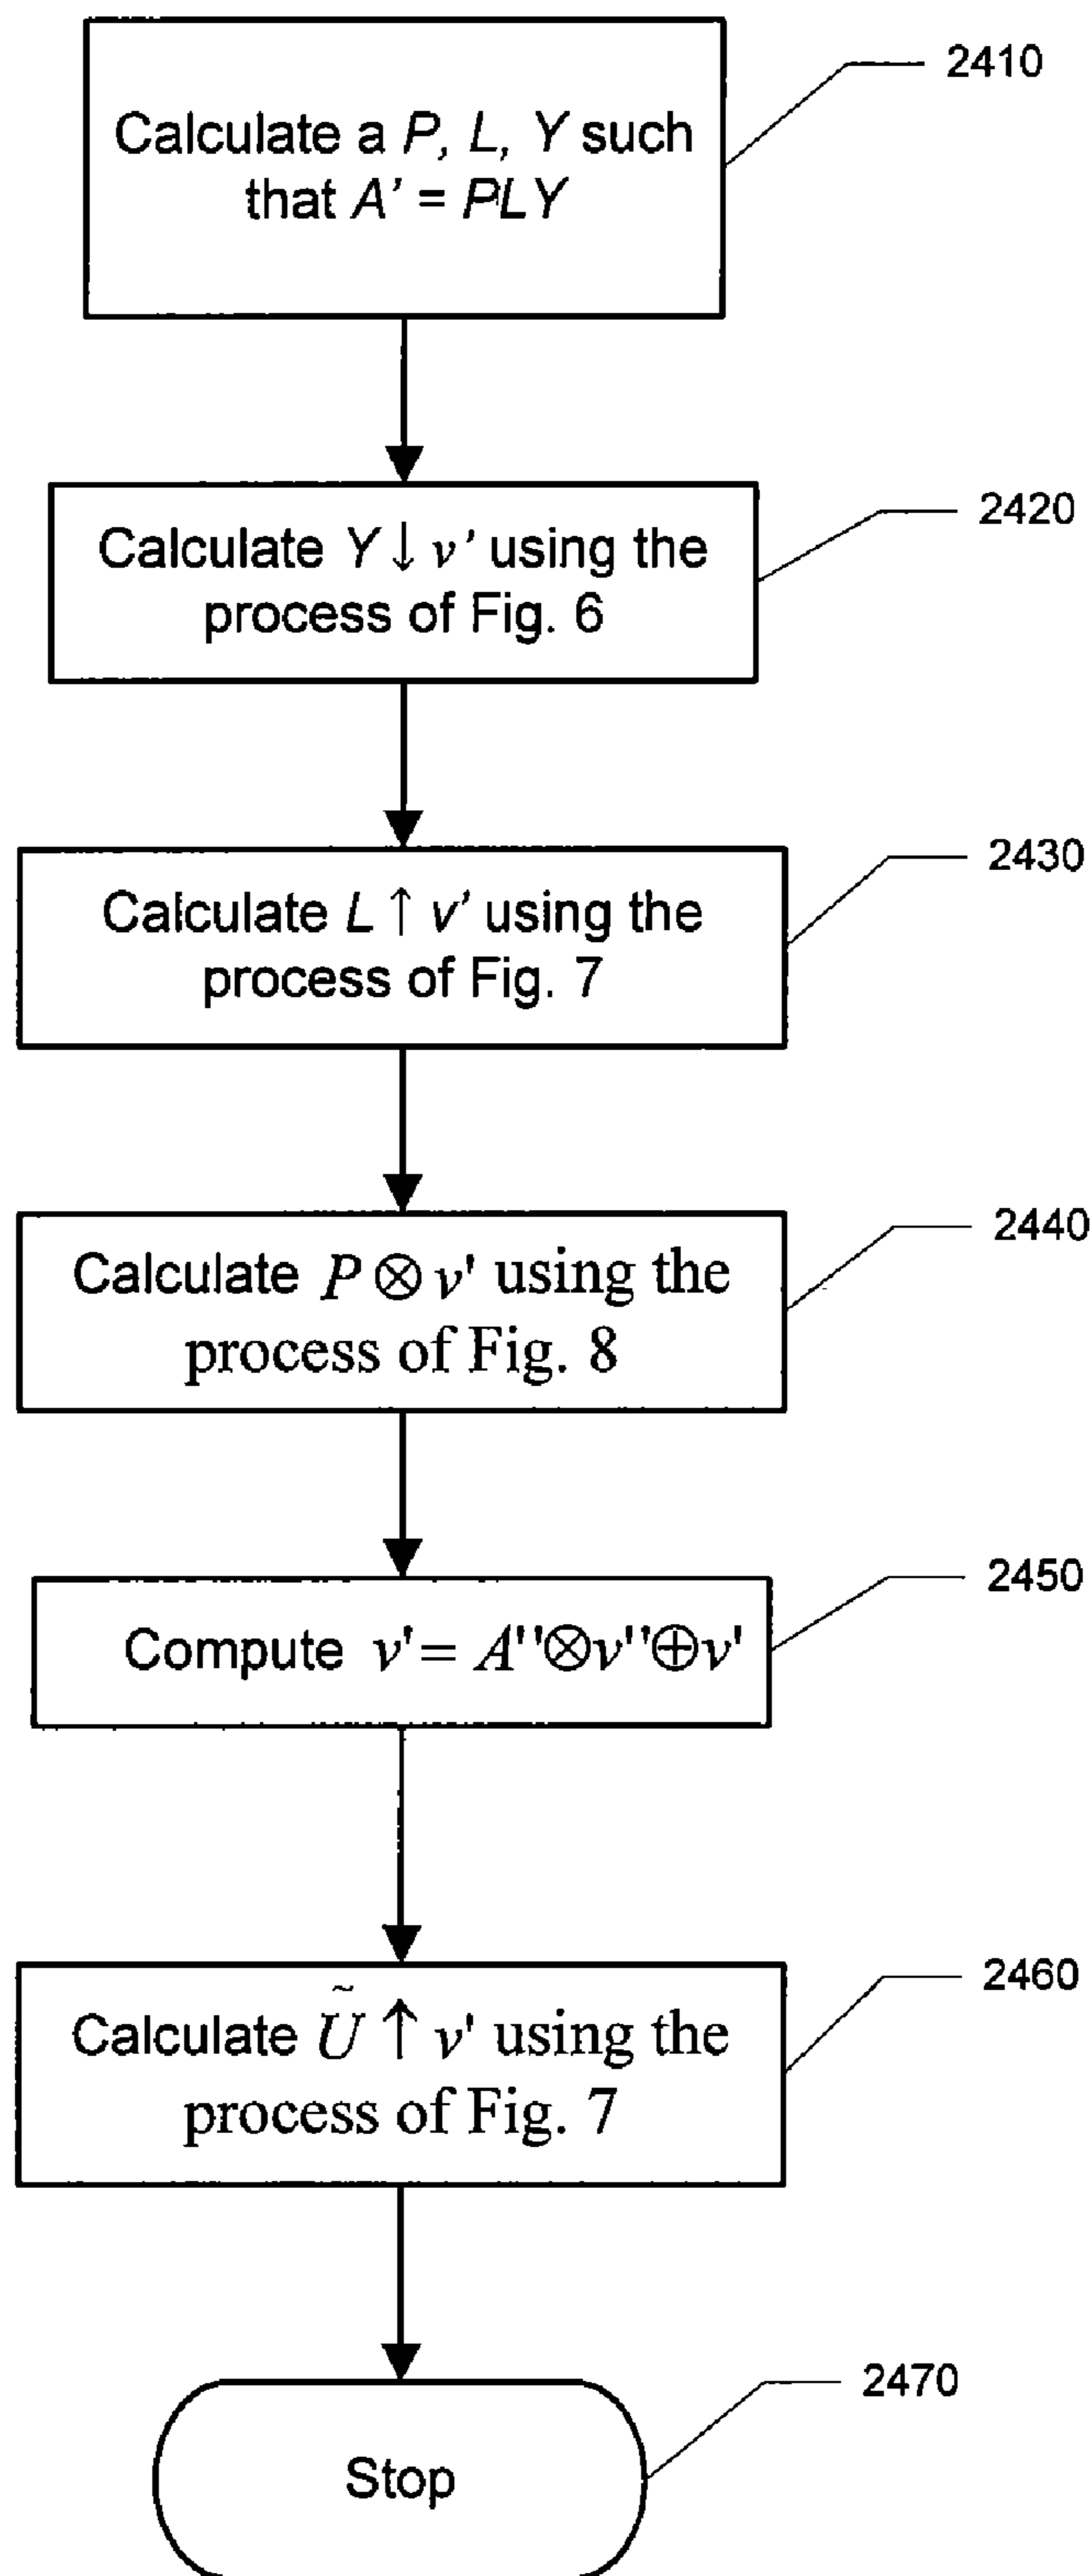 2410
Calculate a P, L, Y such
that A' = PLY
2420
Calculate Y ↓ v' using the
process of Fig. 6
2430
Calculate L ↑ v' using the
process of Fig. 7
2440
Calculate P ⊗ v' using the
process of Fig. 8
2450
Compute v' = A''⊗v''⊕v'
2460
Calculate Ũ ↑ v' using the
process of Fig. 7
2470
Stop